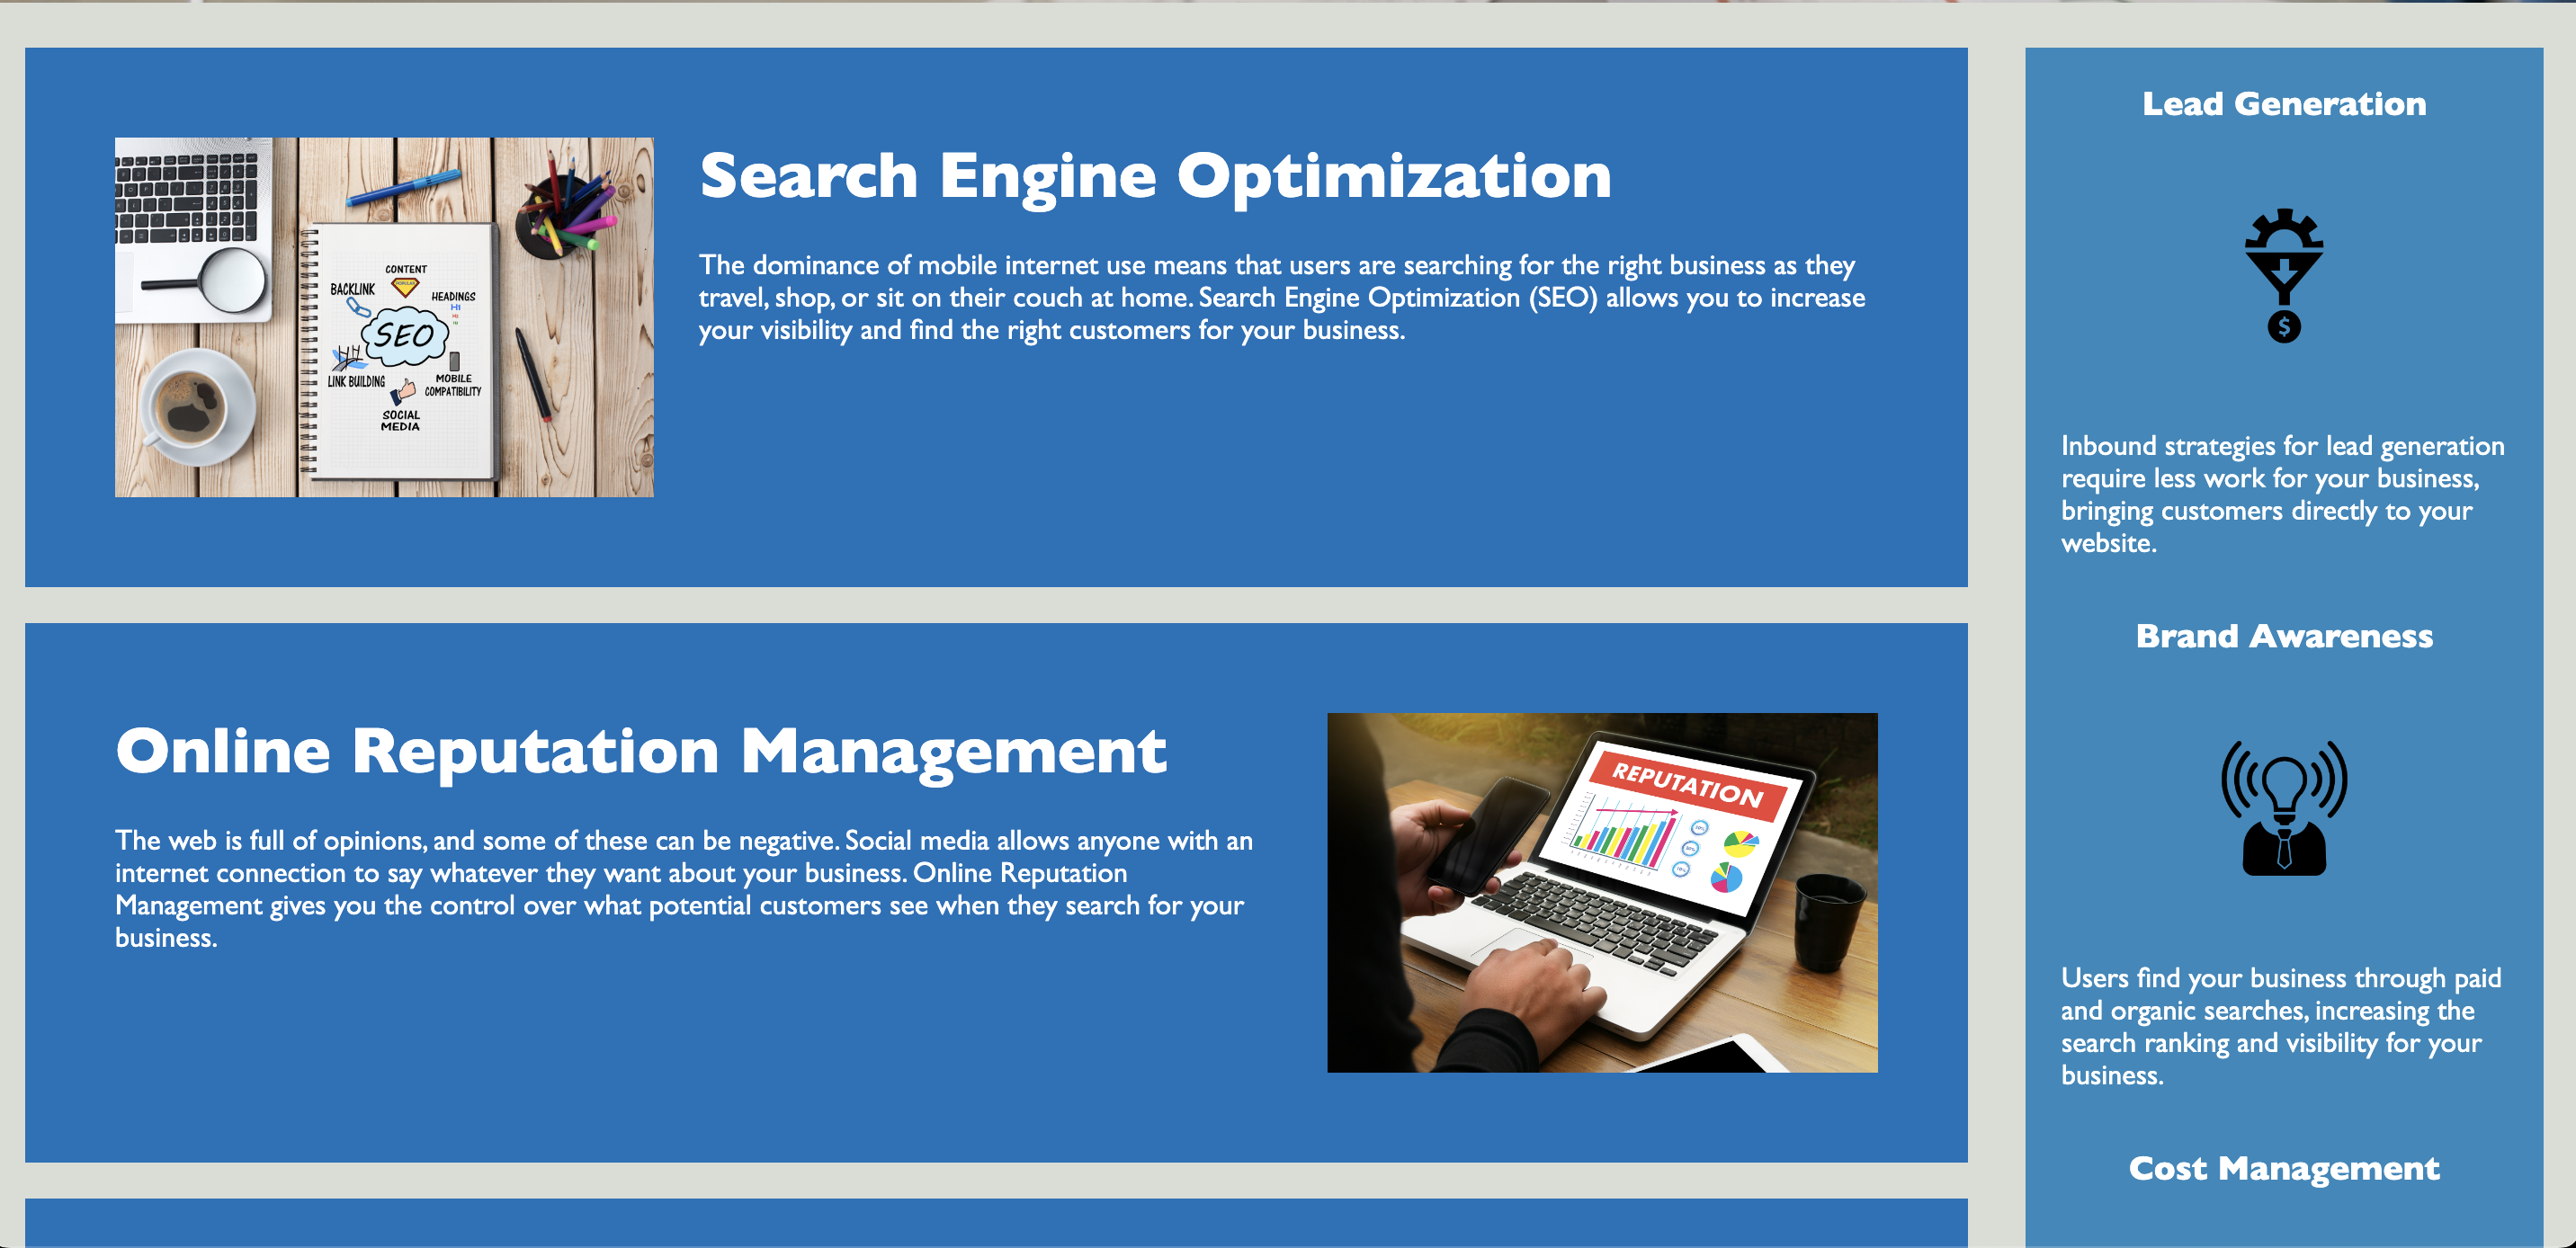 Search Engine Optimization
The dominance of mobile internet use means that users are searching for the right business as they
travel, shop, or sit on their couch at home. Search Engine Optimization (SEO) allows you to increase
your visibility and find the right customers for your business.
CONTENT
BACKLINK
HEADINGS
H1
SEO
LINK BUILDING
MOBILE
COMPATIBILITY
SOCIAL
MEDIA
Online Reputation Management
The web is full of opinions, and some of these can be negative. Social media allows anyone with an
internet connection to say whatever they want about your business. Online Reputation
Management gives you the control over what potential customers see when they search for your
business.
REPUTATION
Lead Generation
$
Inbound strategies for lead generation
require less work for your business,
bringing customers directly to your
website.
Brand Awareness
Users find your business through paid
and organic searches, increasing the
search ranking and visibility for your
business.
Cost Management